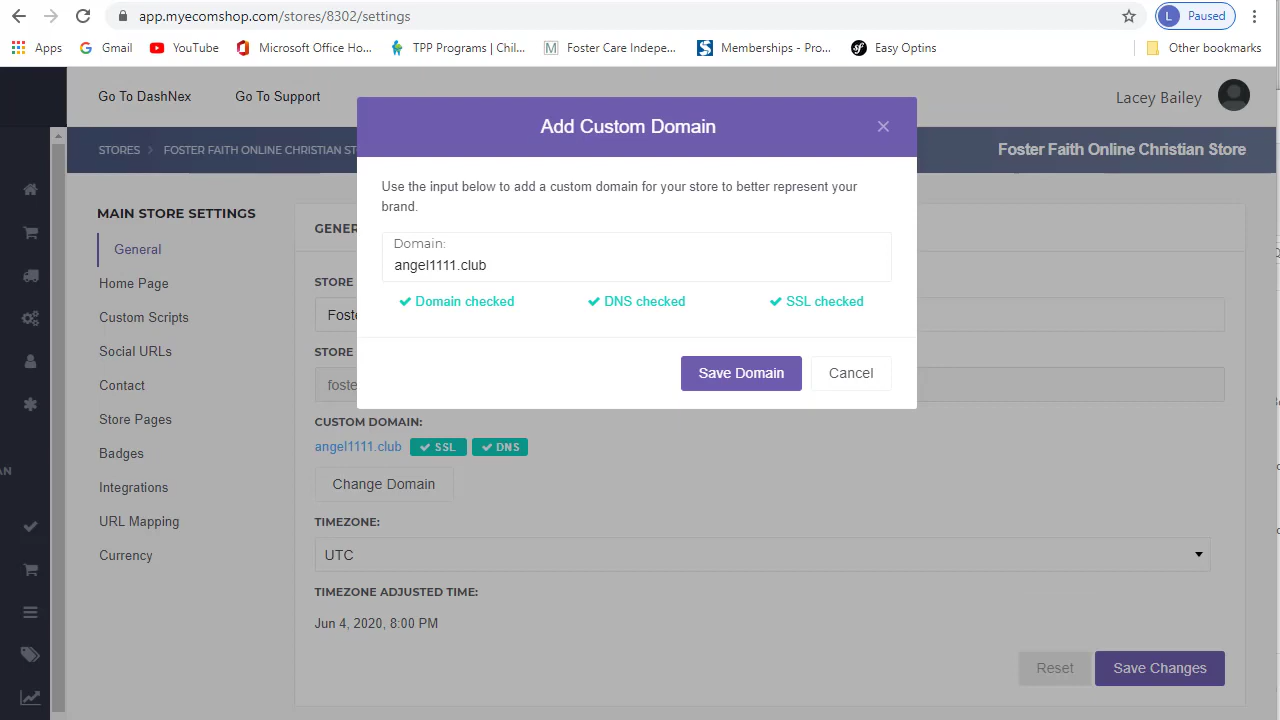 app.myecomshop.com/stores/8302/settings
L Paused
Apps
Gmail
YouTube
Microsoft Office Ho...
TPP Programs | Chil...
M Foster Care Indepe...
S Memberships - Pro...
sf Easy Optins
Other bookmarks
Go To DashNex
Go To Support
Lacey Bailey
STORES
FOSTER FAITH ONLINE CHRISTIAN ST
Foster Faith Online Christian Store
Add Custom Domain
Use the input below to add a custom domain for your store to better represent your
brand.
Domain:
angel1111.club
Domain checked
DNS checked
SSL checked
Save Domain
Cancel
MAIN STORE SETTINGS
General
Home Page
Custom Scripts
Social URLs
Contact
Store Pages
Badges
Integrations
URL Mapping
Currency
AN
GENER
STORE
Foste
STORE
foste
CUSTOM DOMAIN:
angel1111.club
SSL
DNS
Change Domain
TIMEZONE:
UTC
TIMEZONE ADJUSTED TIME:
Jun 4, 2020, 8:00 PM
Reset
Save Changes